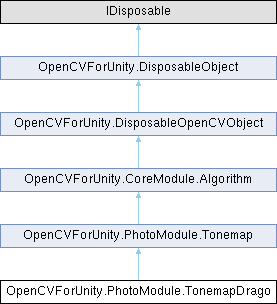 IDisposable
OpenCVForUnity.DisposableObject
OpenCVForUnity.DisposableOpenCVObject
OpenCVForUnity.CoreModule.Algorithm
OpenCVForUnity.PhotoModule.Tonemap
OpenCVForUnity.PhotoModule.TonemapDrago